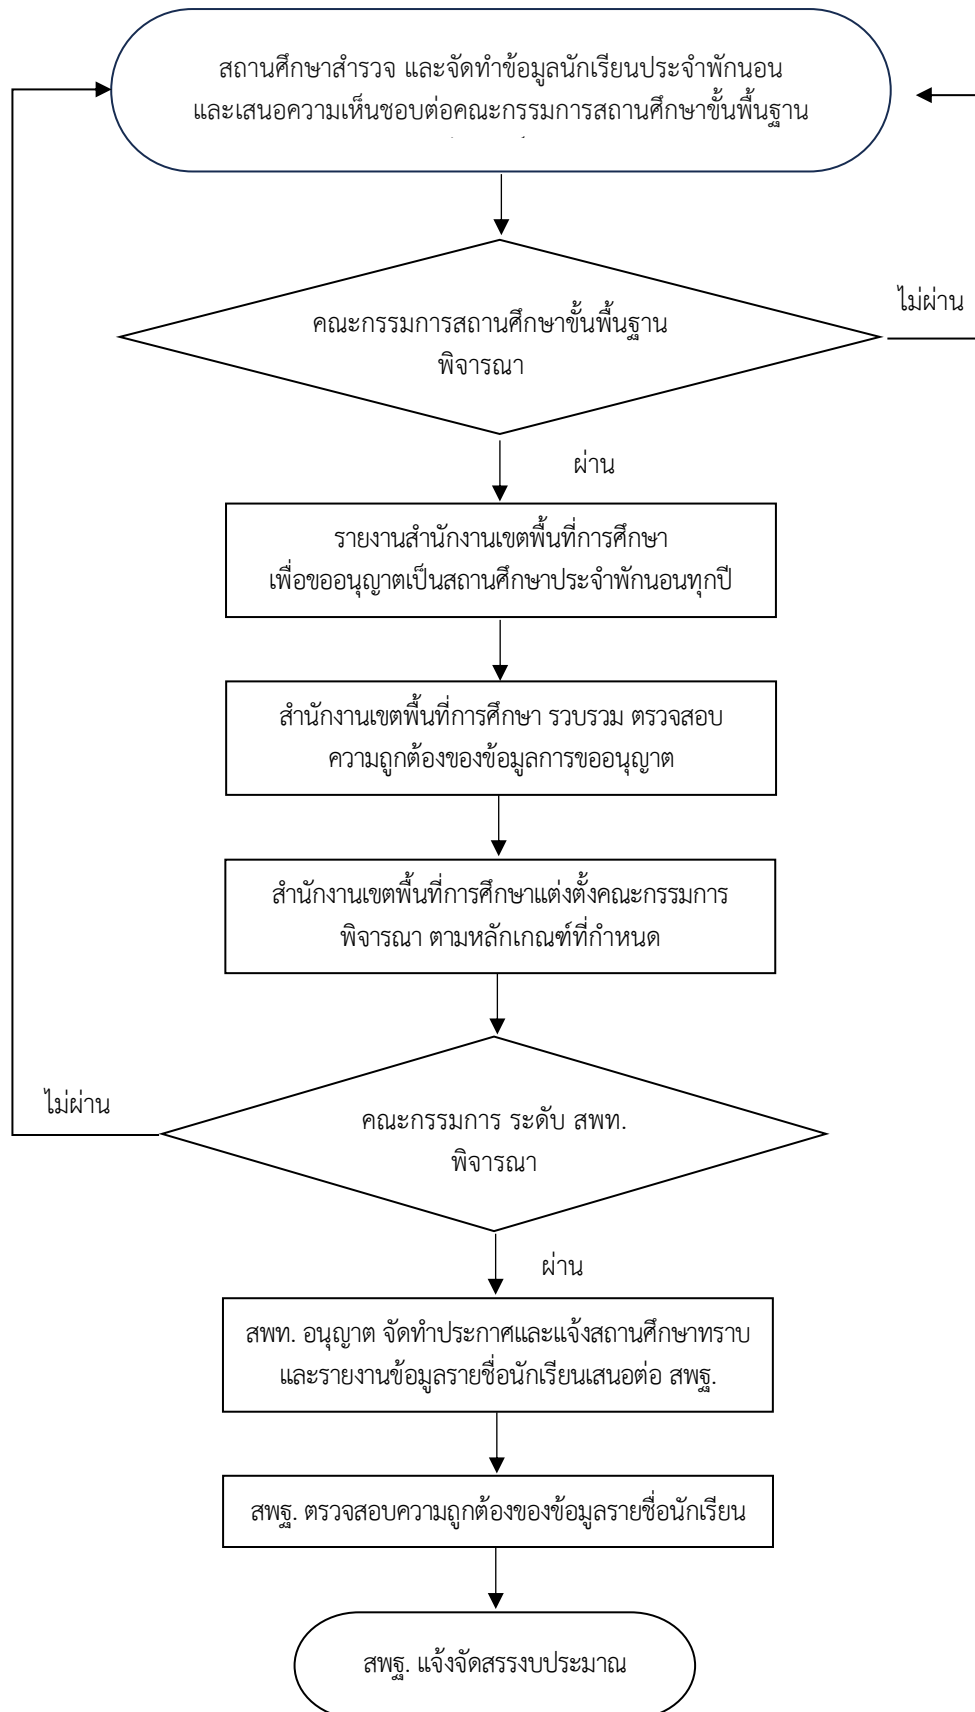 สถานศึกษาสำรวจ และจัดทำข้อมูลนักเรียนประจำพักนอน
และเสนอความเห็นชอบต่อคณะกรรมการสถานศึกษาขั้นพื้นฐาน
คณะกรรมการสถานศึกษาขั้นพื้นฐาน
พิจารณา
ไม่ผ่าน
ผ่าน
รายงานสำนักงานเขตพื้นที่การศึกษา
เพื่อขออนุญาตเป็นสถานศึกษาประจำพักนอนทุกปี
สำนักงานเขตพื้นที่การศึกษา รวบรวม ตรวจสอบ
ความถูกต้องของข้อมูลการขออนุญาต
สำนักงานเขตพื้นที่การศึกษาแต่งตั้งคณะกรรมการ
พิจารณา ตามหลักเกณฑ์ที่กำหนด
ไม่ผ่าน
คณะกรรมการ ระดับ สพท.
พิจารณา
ผ่าน
สพท. อนุญาต จัดทำประกาศและแจ้งสถานศึกษาทราบ
และรายงานข้อมูลรายชื่อนักเรียนเสนอต่อ สพฐ.
สพฐ. ตรวจสอบความถูกต้องของข้อมูลรายชื่อนักเรียน
สพฐ. แจ้งจัดสรรงบประมาณ